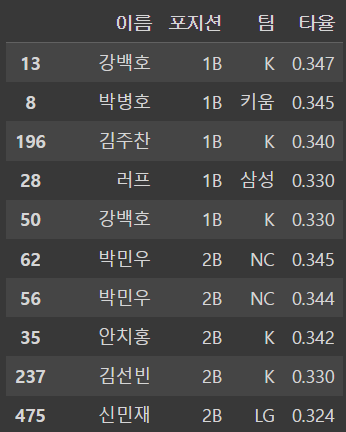 이름 포지션 팀 타율
13 강백호 1B K 0.347
8 박병호 1B 키움 0.345
196 김주찬 1B K 0.340
28 러프 1B 삼성 0.330
50 강백호 1B K 0.330
62 박민우 2B NC 0.345
56 박민우 2B NC 0.344
35 안치홍 2B K 0.342
237 김선빈 2B K 0.330
475 신민재 2B LG 0.324